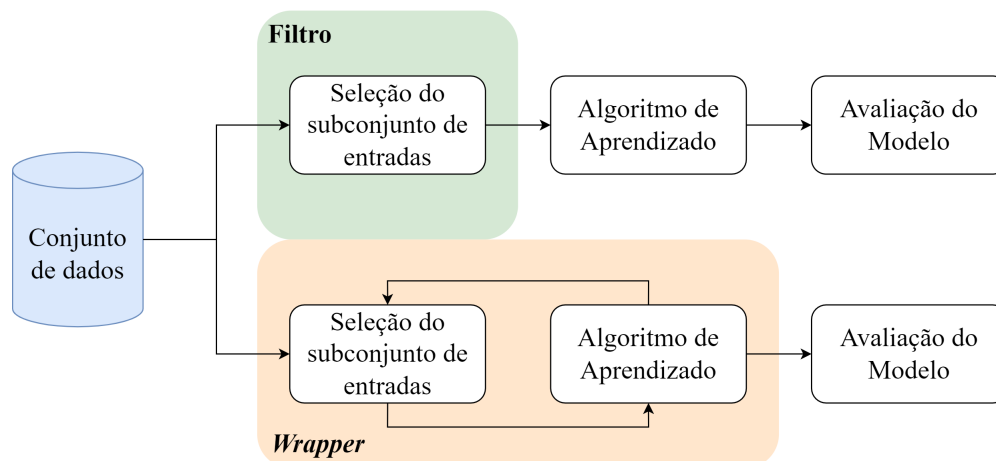 Filtro
Seleção do
subconjunto de
entradas
Algoritmo de
Aprendizado
Avaliação do
Modelo
Conjunto
de dados
Seleção do
subconjunto de
entradas
Algoritmo de
Aprendizado
Avaliação do
Modelo
Wrapper